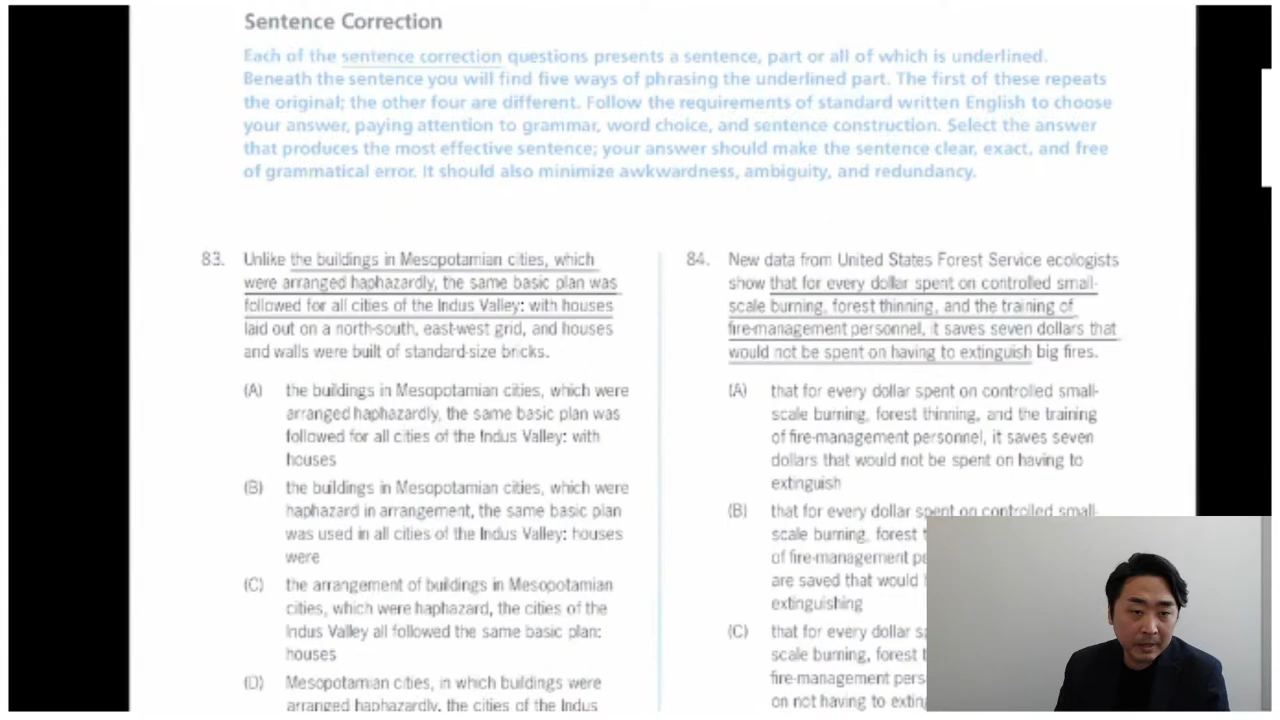 Sentence Correction
Each of the sentence correction questions presents a sentence, part or all of which is underlined.
Beneath the sentence you will find five ways of phrasing the underlined part. The first of these repeats
the original; the other four are different. Follow the requirements of standard written English to choose
your answer, paying attention to grammar, word choice, and sentence construction. Select the answer
that produces the most effective sentence; your answer should make the sentence clear, exact, and free
of grammatical error. It should also minimize awkwardness, ambiguity, and redundancy.
83. Unlike the buildings in Mesopotamian cities, which
were arranged haphazardly, the same basic plan was
followed for all cities of the Indus Valley: with houses
laid out on a north-south, east-west grid, and houses
and walls were built of standard-size bricks.
(A) the buildings in Mesopotamian cities, which were
arranged haphazardly, the same basic plan was
followed for all cities of the Indus Valley: with
houses
(B) the buildings in Mesopotamian cities, which were
haphazard in arrangement, the same basic plan
was used in all cities of the Indus Valley: houses
were
(C) the arrangement of buildings in Mesopotamian
cities, which were haphazard, the cities of the
Indus Valley all followed the same basic plan:
houses
(D) Mesopotamian cities, in which buildings were
arranged haphazardly, the cities of the Indus
84. New data from United States Forest Service ecologists
show that for every dollar spent on controlled small-
scale burning, forest thinning, and the training of
fire-management personnel, it saves seven dollars that
would not be spent on having to extinguish big fires.
(A) that for every dollar spent on controlled small-
scale burning, forest thinning, and the training
of fire-management personnel, it saves seven
dollars that would not be spent on having to
extinguish
(B) that for every dollar spent on controlled small-
scale burning, forest
of fire-management
are saved that would
extinguishing
(C) that for every dollar
scale burning, forest
fire-management
on not having to